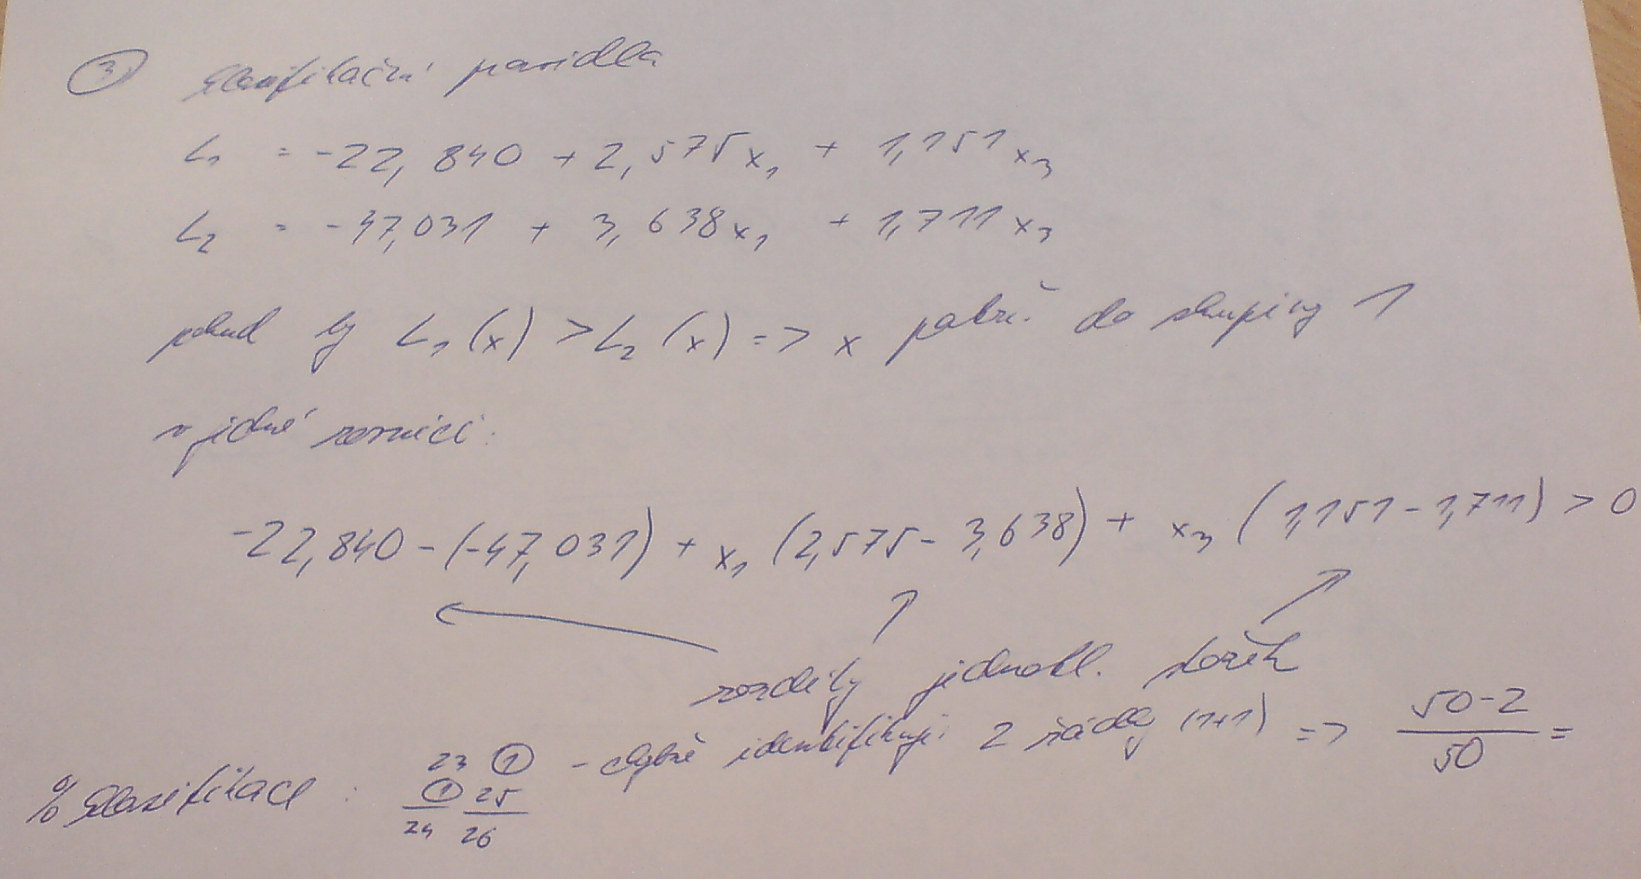 ③ klasifikační pravidla
L₁ = -22,840 + 2,575x₁ + 1,151x₃
L₂ = -47,031 + 3,638x₁ + 1,711x₃
pokud by L₁(x) > L₂(x) => x patří do skupiny 1
v jedné rovnici:
-22,840 - (-47,031) + x₁ (2,575 - 3,638) + x₃ (1,151 - 1,711) > 0
rozdíly jednotl. složek
% klasifikace : 23 ① - chybně identifikuji 2 řádky (1+1) => 50-2 / 50 =
① 25
24 26